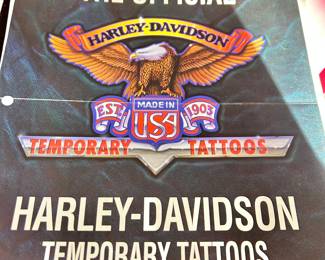 THE OFFICIAL
HARLEY-DAVIDSON
EST. MADE IN 1903
USA
TEMPORARY TATTOOS
HARLEY-DAVIDSON
TEMPORARY TATTOOS